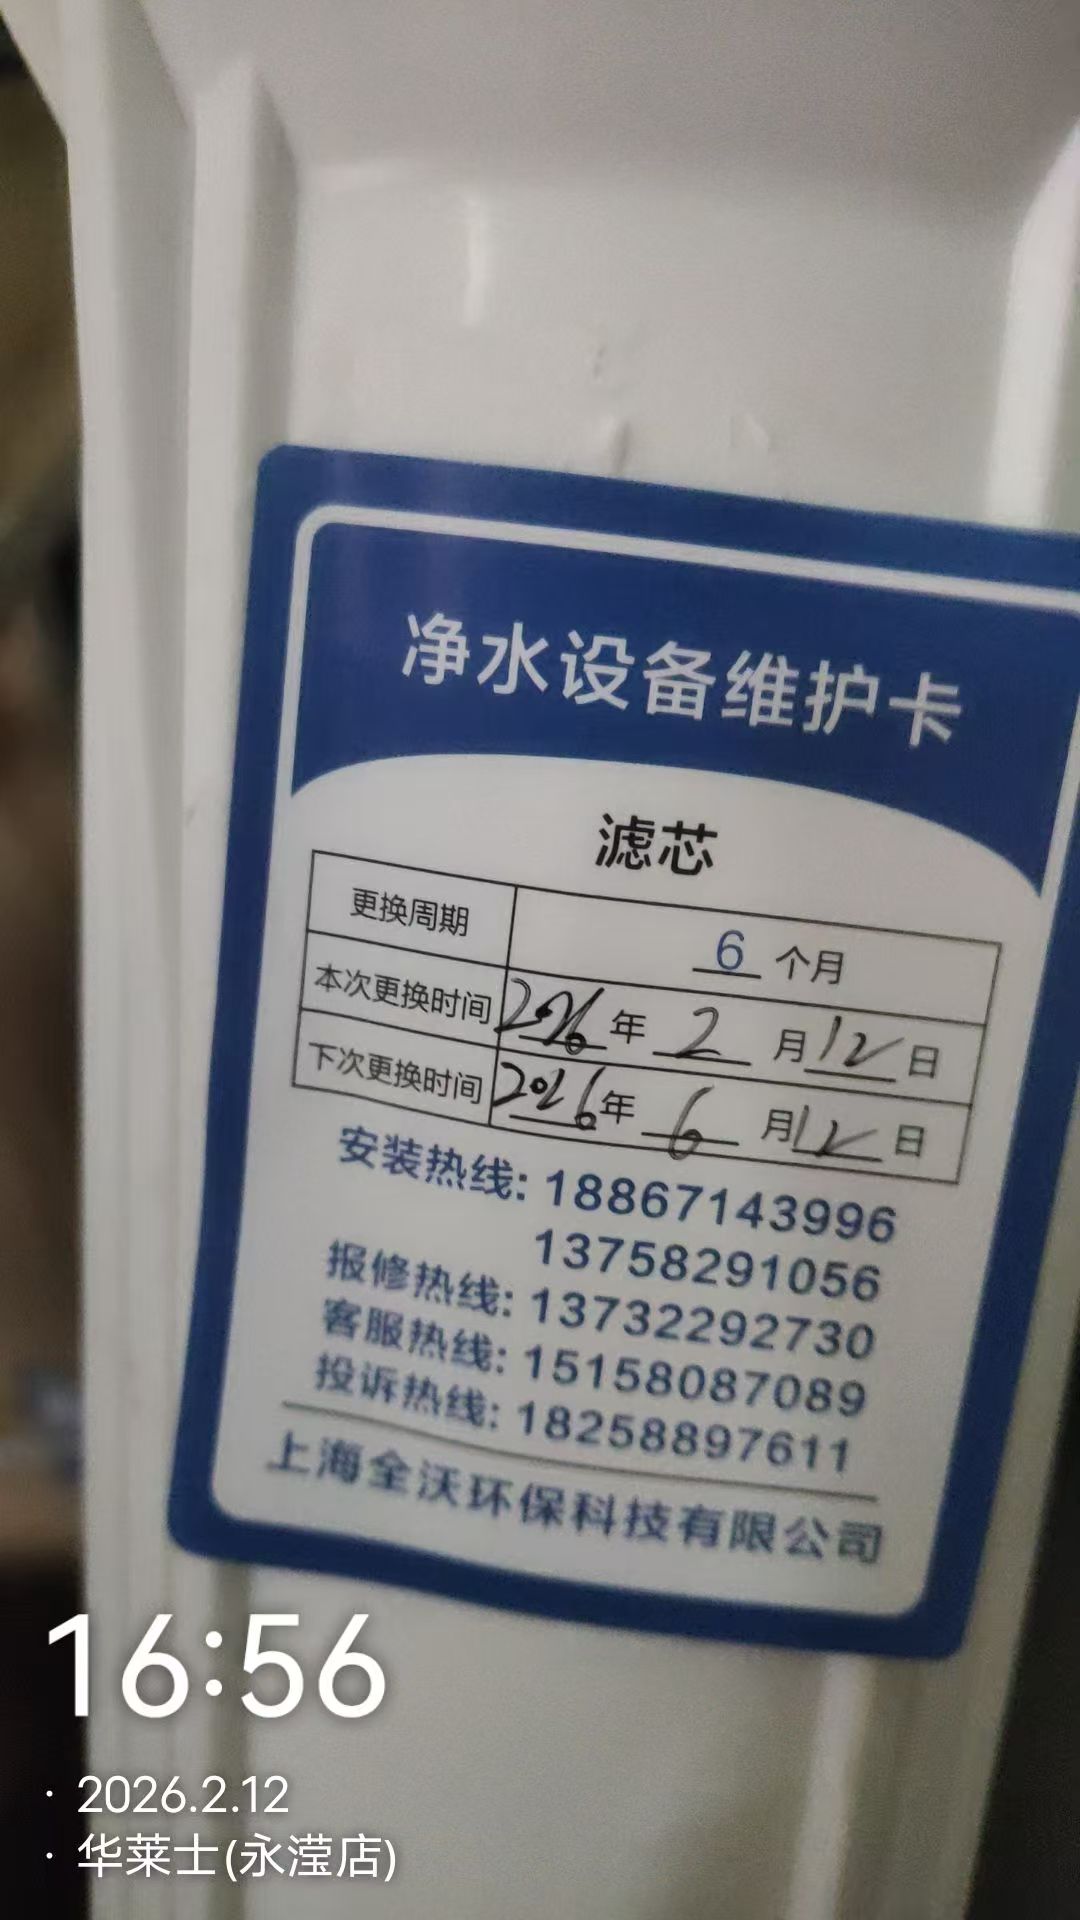 净水设备维护卡
滤芯
更换周期 6 个月
本次更换时间 2026 年 2 月 12 日
下次更换时间 2026 年 6 月 12 日
安装热线: 18867143996
13758291056
报修热线: 13732292730
客服热线: 15158087089
投诉热线: 18258897611
上海全沃环保科技有限公司
16:56
· 2026.2.12
· 华莱士(永滢店)